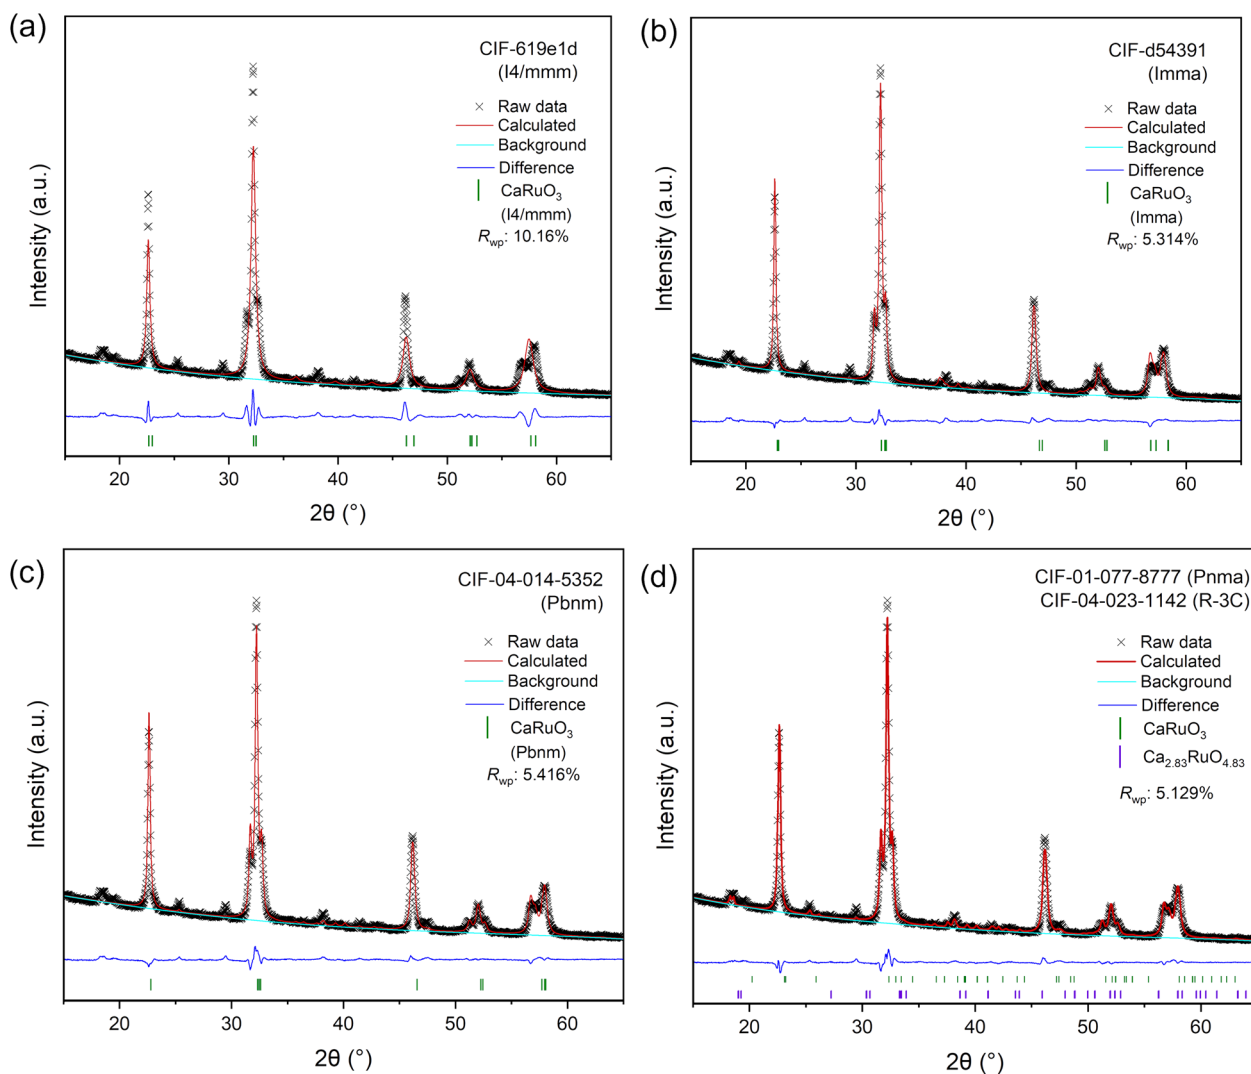 (a)
CIF-619e1d
(I4/mmm)
Raw data
Calculated
Background
Difference
CaRuO3
(I4/mmm)
Rwp: 10.16%
Intensity (a.u.)
20 30 40 50 60
2θ (°)
(b)
CIF-d54391
(Imma)
Raw data
Calculated
Background
Difference
CaRuO3
(Imma)
Rwp: 5.314%
Intensity (a.u.)
20 30 40 50 60
2θ (°)
(c)
CIF-04-014-5352
(Pbnm)
Raw data
Calculated
Background
Difference
CaRuO3
(Pbnm)
Rwp: 5.416%
Intensity (a.u.)
20 30 40 50 60
2θ (°)
(d)
CIF-01-077-8777 (Pnma)
CIF-04-023-1142 (R-3C)
Raw data
Calculated
Background
Difference
CaRuO3
Ca2.83RuO4.83
Rwp: 5.129%
Intensity (a.u.)
20 30 40 50 60
2θ (°)